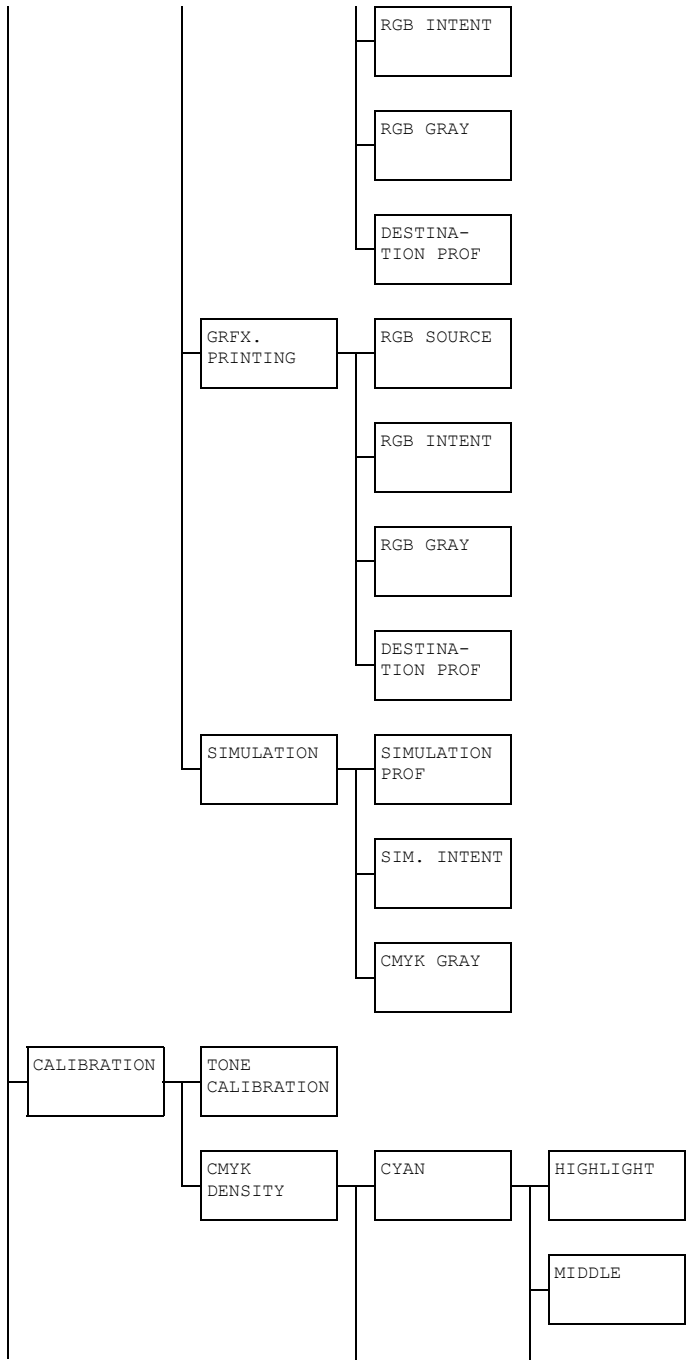 RGB INTENT
RGB GRAY
DESTINA-
TION PROF
GRFX.
PRINTING
RGB SOURCE
RGB INTENT
RGB GRAY
DESTINA-
TION PROF
SIMULATION
SIMULATION
PROF
SIM. INTENT
CMYK GRAY
CALIBRATION
TONE
CALIBRATION
CMYK
DENSITY
CYAN
HIGHLIGHT
MIDDLE